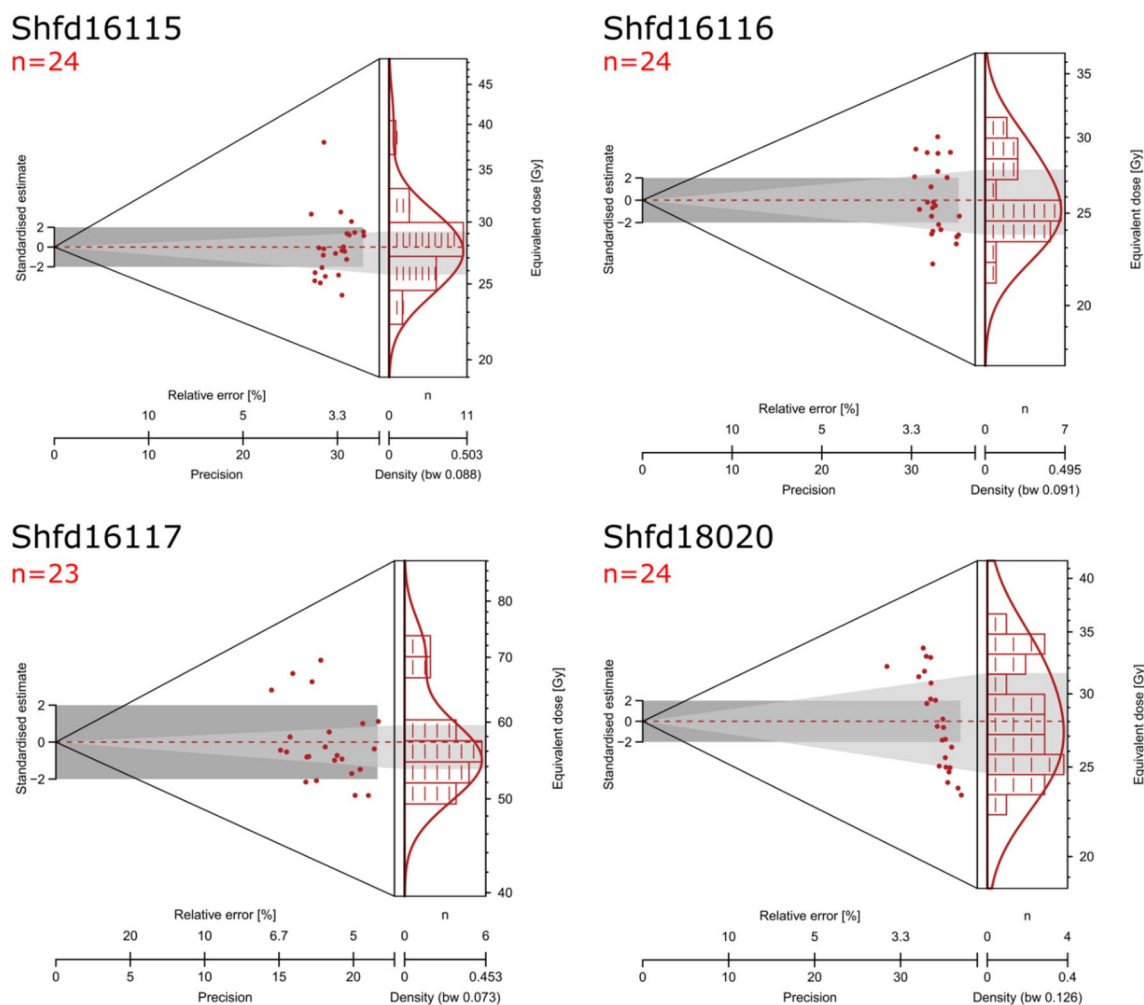 Shfd16115
n=24
Standardised estimate
2
0
−2
45
40
35
30
25
20
Equivalent dose [Gy]
Relative error [%]
10 5 3.3
0 10 20 30
Precision
n
0 11
0 0.503
Density (bw 0.088)
Shfd16116
n=24
Standardised estimate
2
0
−2
35
30
25
20
Equivalent dose [Gy]
Relative error [%]
10 5 3.3
0 10 20 30
Precision
n
0 7
0 0.495
Density (bw 0.091)
Shfd16117
n=23
Standardised estimate
2
0
−2
80
70
60
50
40
Equivalent dose [Gy]
Relative error [%]
20 10 6.7 5
0 5 10 15 20
Precision
n
0 6
0 0.453
Density (bw 0.073)
Shfd18020
n=24
Standardised estimate
2
0
−2
40
35
30
25
20
Equivalent dose [Gy]
Relative error [%]
10 5 3.3
0 10 20 30
Precision
n
0 4
0 0.4
Density (bw 0.126)